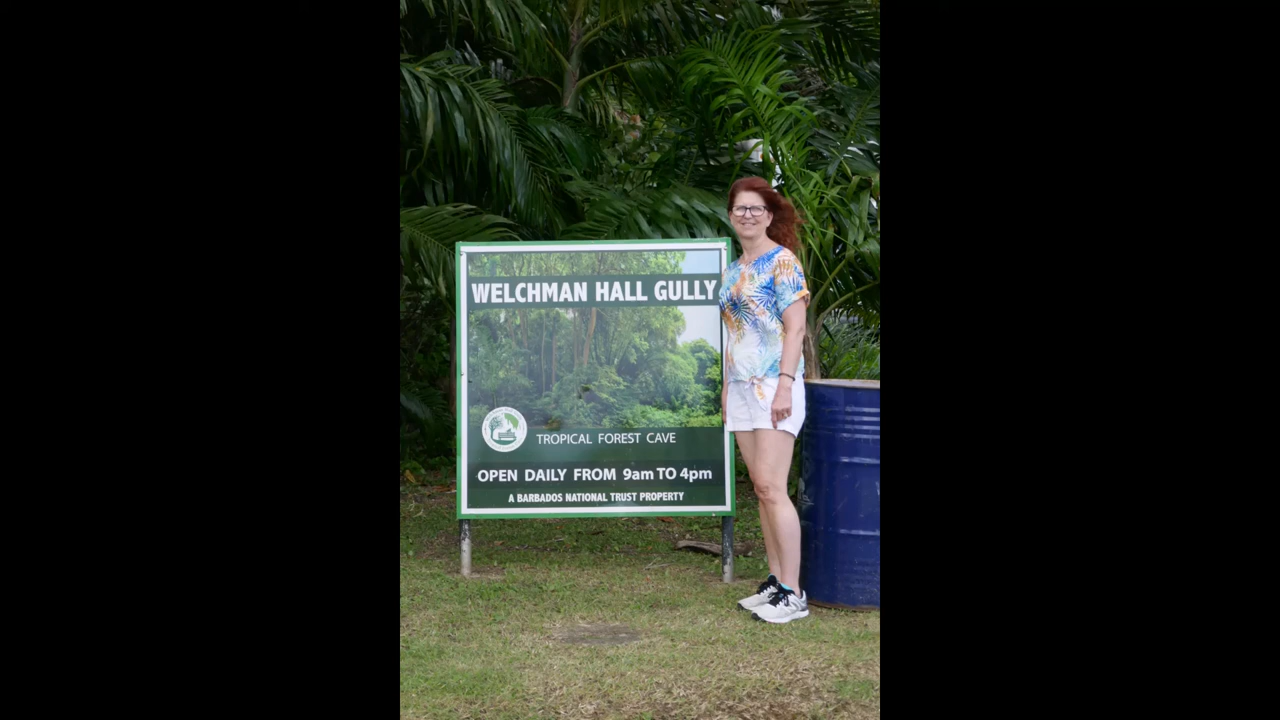 WELCHMAN HALL GULLY
TROPICAL FOREST CAVE
OPEN DAILY FROM 9am TO 4pm
A BARBADOS NATIONAL TRUST PROPERTY